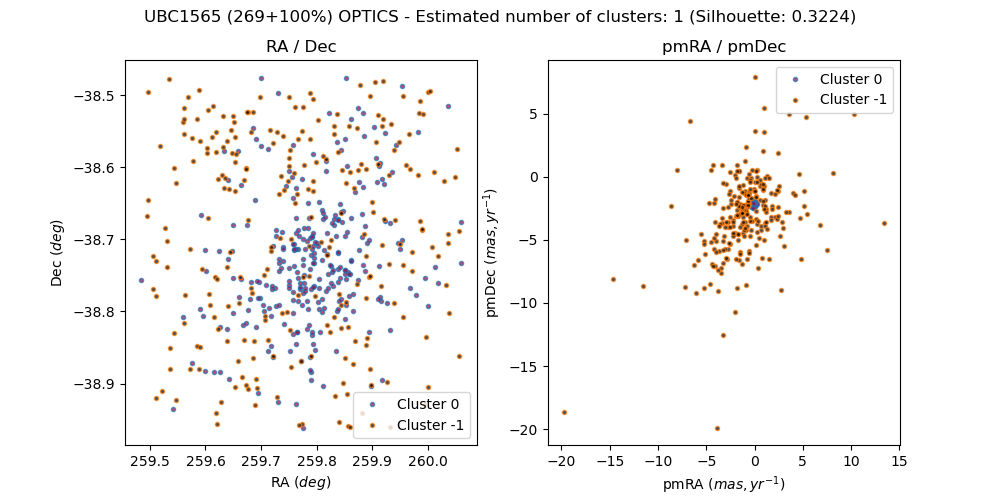 UBC1565 (269+100%) OPTICS - Estimated number of clusters: 1 (Silhouette: 0.3224)
RA / Dec
−38.5
−38.6
−38.7
−38.8
−38.9
Dec (deg)
Cluster 0
Cluster -1
259.5 259.6 259.7 259.8 259.9 260.0
RA (deg)
pmRA / pmDec
Cluster 0
Cluster -1
5
0
−5
−10
−15
−20
pmDec (mas, yr⁻¹)
−20 −15 −10 −5 0 5 10 15
pmRA (mas, yr⁻¹)